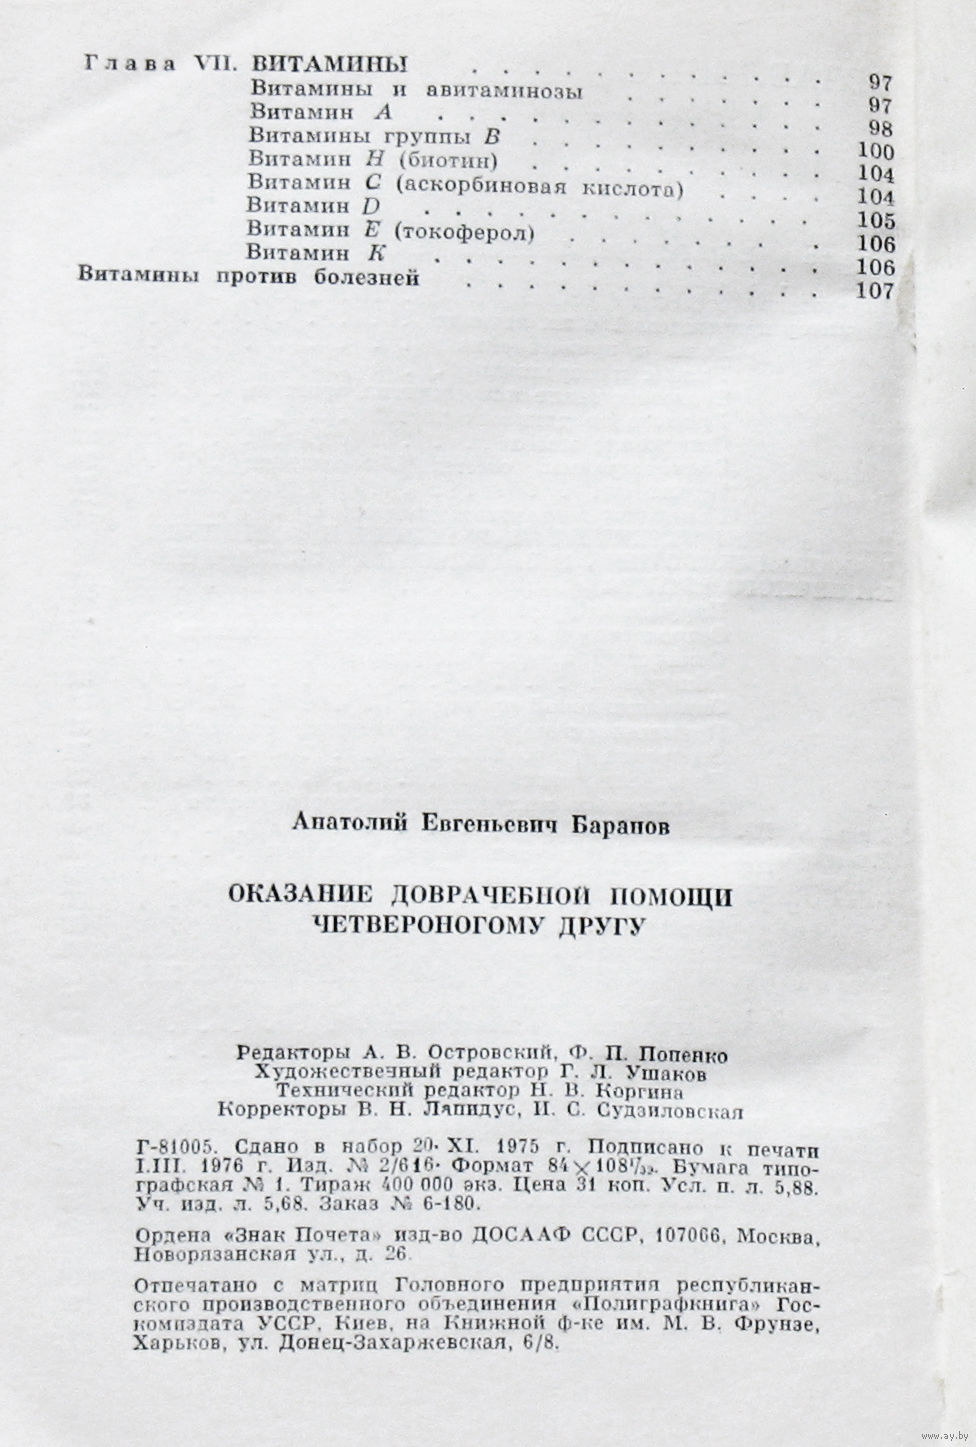 Глава VII. ВИТАМИНЫ . . . . . . . . . . . . 97
Витамины и авитаминозы . . . . . . . 97
Витамин A . . . . . . . . . . . . . 98
Витамины группы B . . . . . . . . . . 100
Витамин H (биотин) . . . . . . . . . . 104
Витамин C (аскорбиновая кислота) . . . . 104
Витамин D . . . . . . . . . . . . . 105
Витамин E (токоферол) . . . . . . . . 106
Витамин K . . . . . . . . . . . . . 106
Витамины против болезней . . . . . . . . . . . . 107
Анатолий Евгеньевич Баранов
ОКАЗАНИЕ ДОВРАЧЕБНОЙ ПОМОЩИ
ЧЕТВЕРОНОГОМУ ДРУГУ
Редакторы А. В. Островский, Ф. П. Попенко
Художественный редактор Г. Л. Ушаков
Технический редактор Н. В. Коргина
Корректоры В. Н. Ляпидус, И. С. Судзиловская
Г-81005. Сдано в набор 20. XI. 1975 г. Подписано к печати
I.III. 1976 г. Изд. № 2/616. Формат 84×108¹/₃₂. Бумага типо-
графская № 1. Тираж 400 000 экз. Цена 31 коп. Усл. п. л. 5,88.
Уч. изд. л. 5,68. Заказ № 6-180.
Ордена «Знак Почета» изд-во ДОСААФ СССР, 107066, Москва,
Новорязанская ул., д. 26.
Отпечатано с матриц Головного предприятия республикан-
ского производственного объединения «Полиграфкнига» Гос-
комиздата УССР, Киев, на Книжной ф-ке им. М. В. Фрунзе,
Харьков, ул. Донец-Захаржевская, 6/8.
www.ay.by